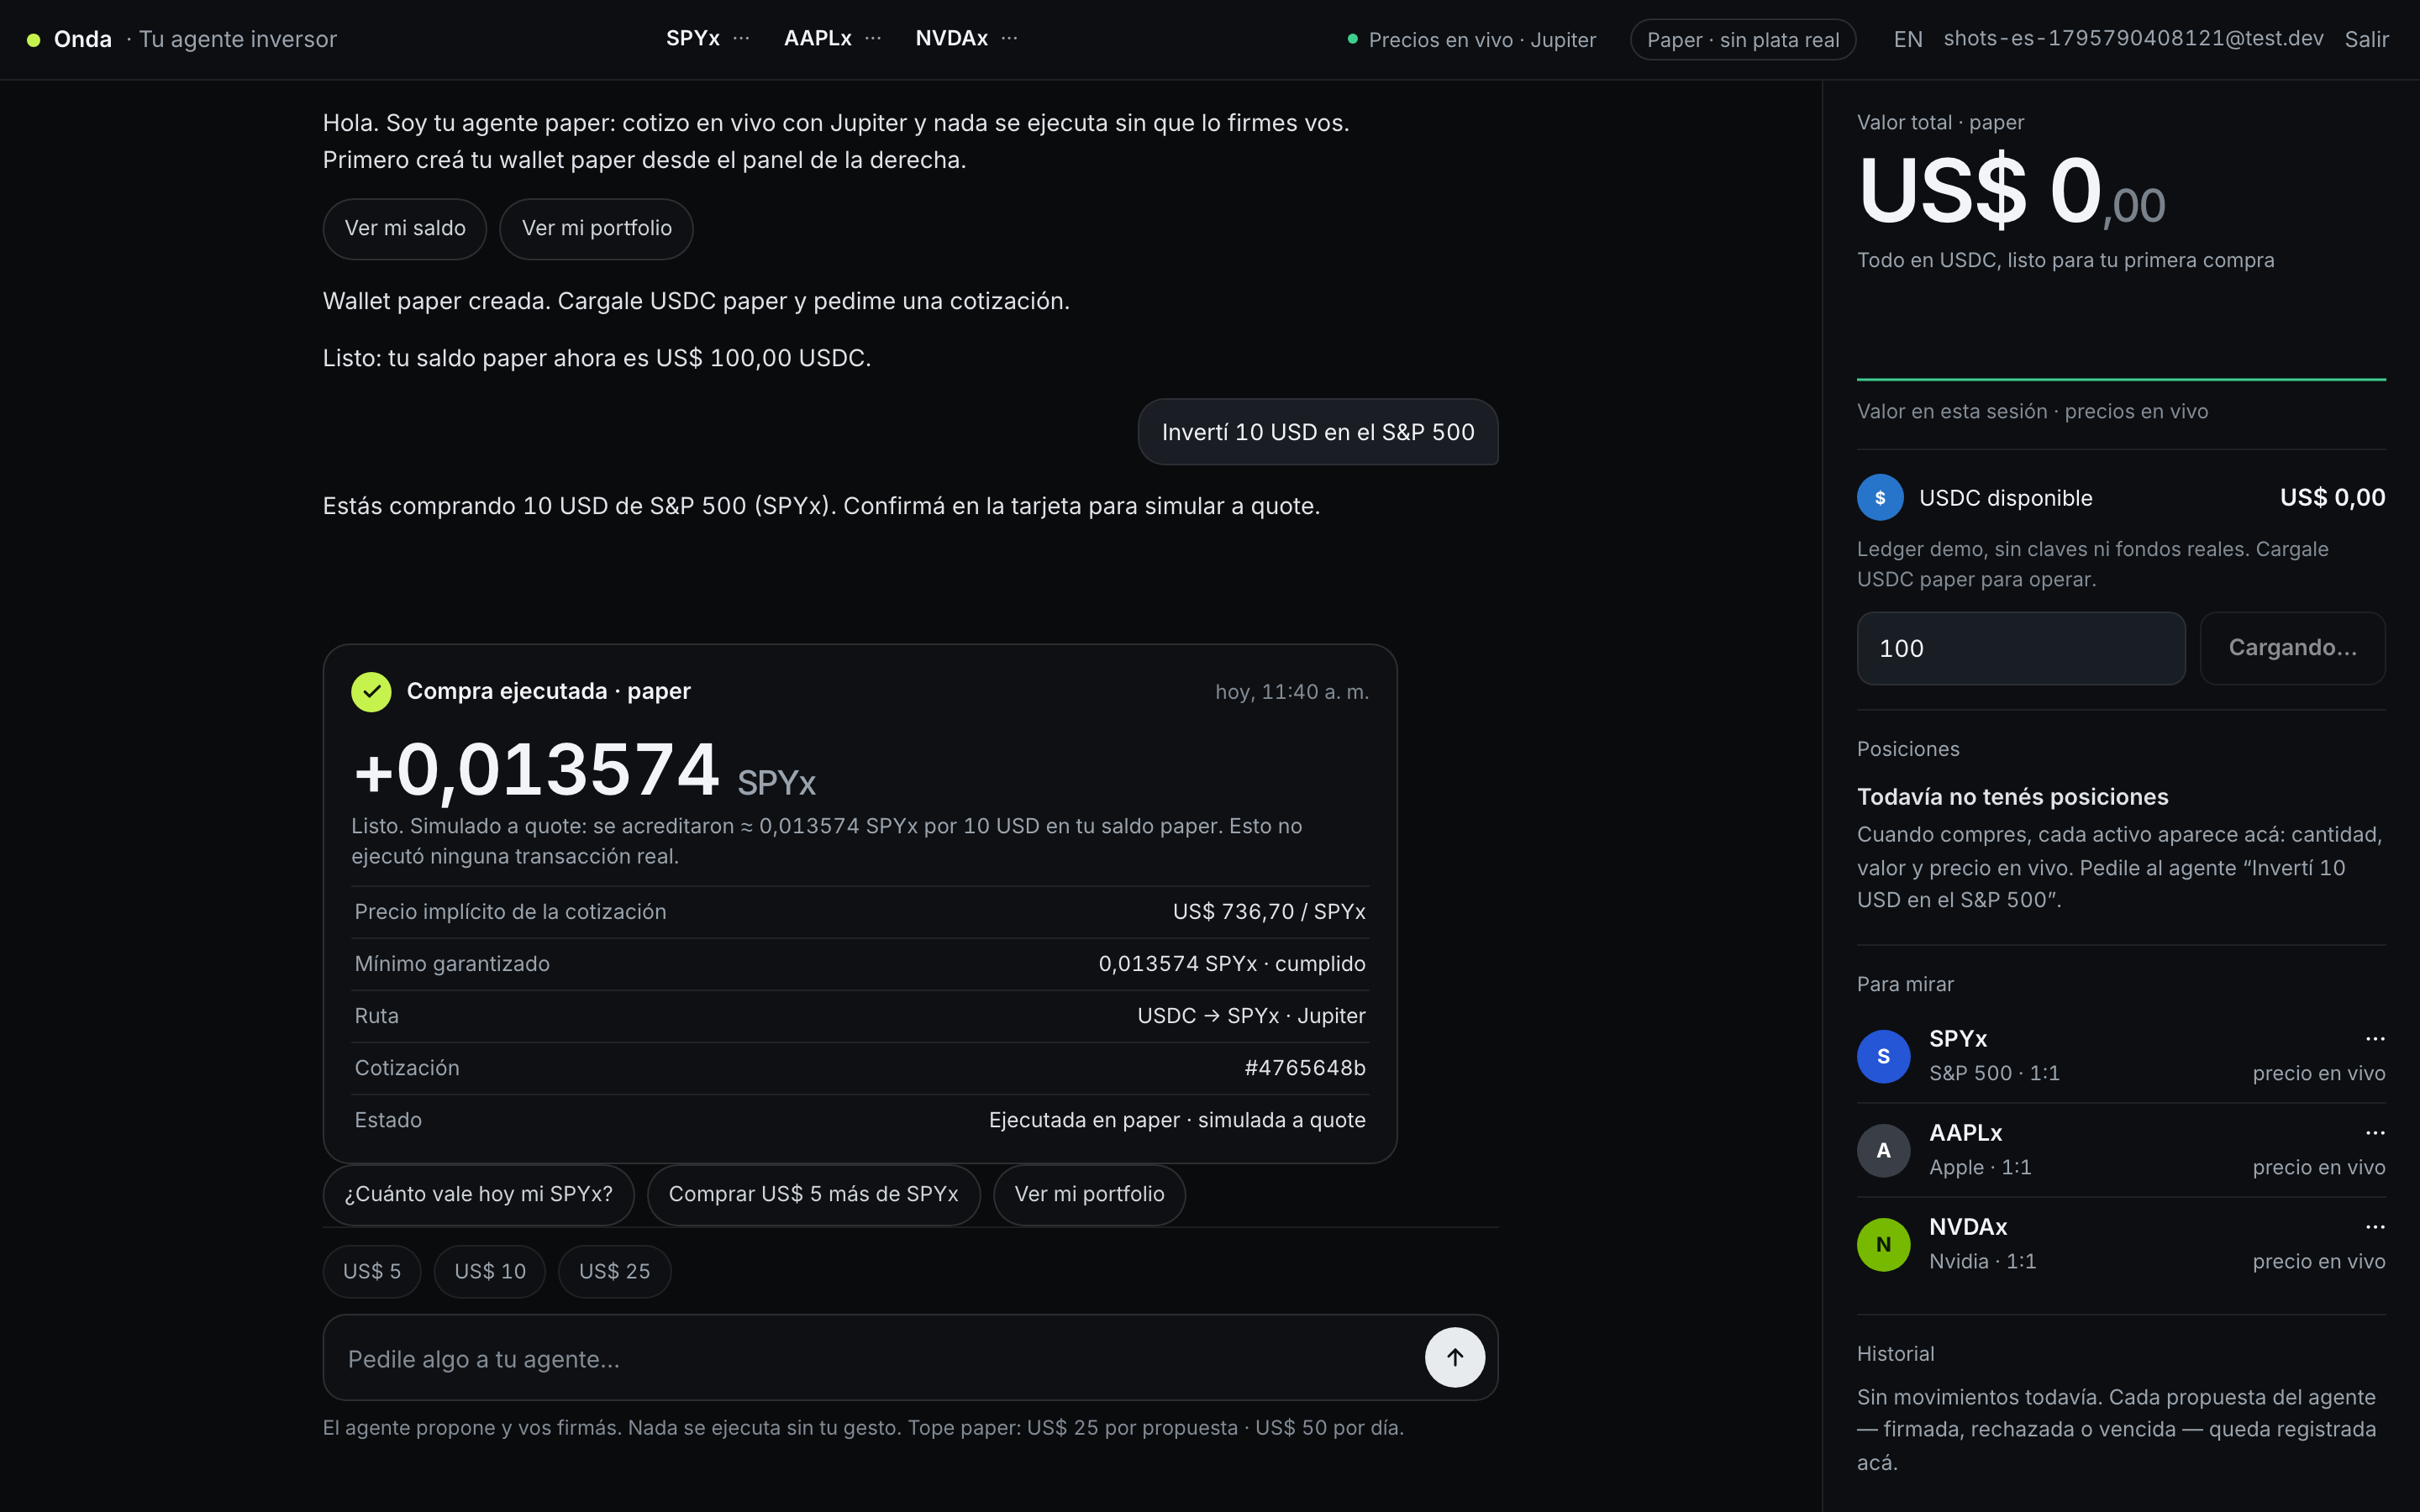 Onda · Tu agente inversor
SPYx ··· AAPLx ··· NVDAx ···
Precios en vivo · Jupiter
Paper · sin plata real
EN
shots-es-1795790408121@test.dev
Salir
Hola. Soy tu agente paper: cotizo en vivo con Jupiter y nada se ejecuta sin que lo firmes vos.
Primero creá tu wallet paper desde el panel de la derecha.
Ver mi saldo
Ver mi portfolio
Wallet paper creada. Cargale USDC paper y pedime una cotización.
Listo: tu saldo paper ahora es US$ 100,00 USDC.
Invertí 10 USD en el S&P 500
Estás comprando 10 USD de S&P 500 (SPYx). Confirmá en la tarjeta para simular a quote.
Compra ejecutada · paper
hoy, 11:40 a. m.
+0,013574 SPYx
Listo. Simulado a quote: se acreditaron ≈ 0,013574 SPYx por 10 USD en tu saldo paper. Esto no
ejecutó ninguna transacción real.
Precio implícito de la cotización US$ 736,70 / SPYx
Mínimo garantizado 0,013574 SPYx · cumplido
Ruta USDC → SPYx · Jupiter
Cotización #4765648b
Estado Ejecutada en paper · simulada a quote
¿Cuánto vale hoy mi SPYx?
Comprar US$ 5 más de SPYx
Ver mi portfolio
US$ 5
US$ 10
US$ 25
Pedile algo a tu agente...
El agente propone y vos firmás. Nada se ejecuta sin tu gesto. Tope paper: US$ 25 por propuesta · US$ 50 por día.
Valor total · paper
US$ 0,00
Todo en USDC, listo para tu primera compra
Valor en esta sesión · precios en vivo
$ USDC disponible US$ 0,00
Ledger demo, sin claves ni fondos reales. Cargale
USDC paper para operar.
100
Cargando...
Posiciones
Todavía no tenés posiciones
Cuando compres, cada activo aparece acá: cantidad,
valor y precio en vivo. Pedile al agente “Invertí 10
USD en el S&P 500”.
Para mirar
S
SPYx ···
S&P 500 · 1:1 precio en vivo
A
AAPLx ···
Apple · 1:1 precio en vivo
N
NVDAx ···
Nvidia · 1:1 precio en vivo
Historial
Sin movimientos todavía. Cada propuesta del agente
— firmada, rechazada o vencida — queda registrada
acá.